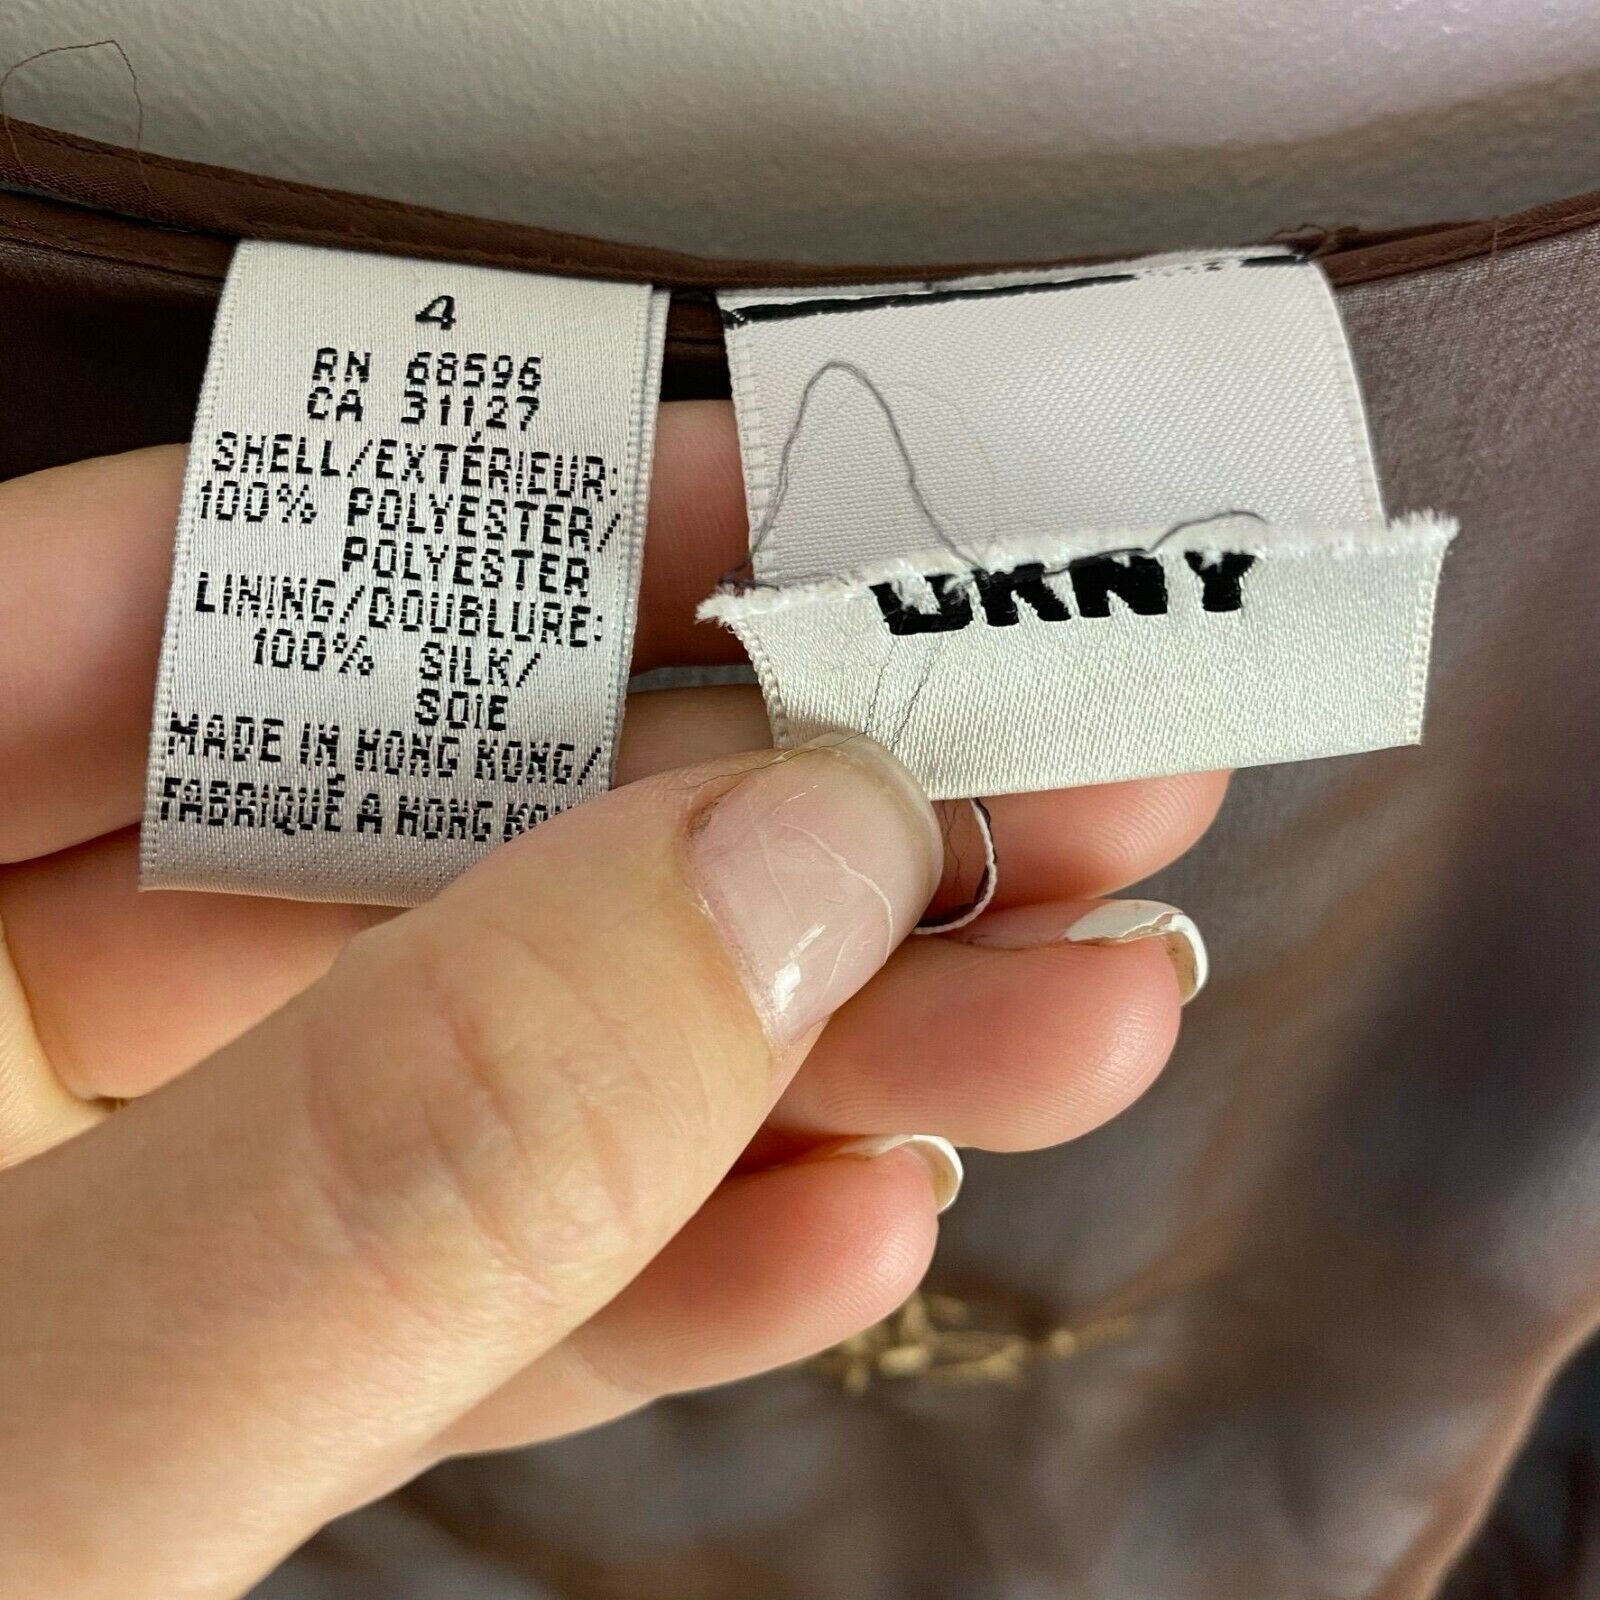 4
RN 68596
CA 31127
SHELL/EXTÉRIEUR:
100% POLYESTER/
POLYESTER
LINING/DOUBLURE:
100% SILK/
SOIE
MADE IN HONG KONG/
FABRIQUÉ A HONG
DKNY